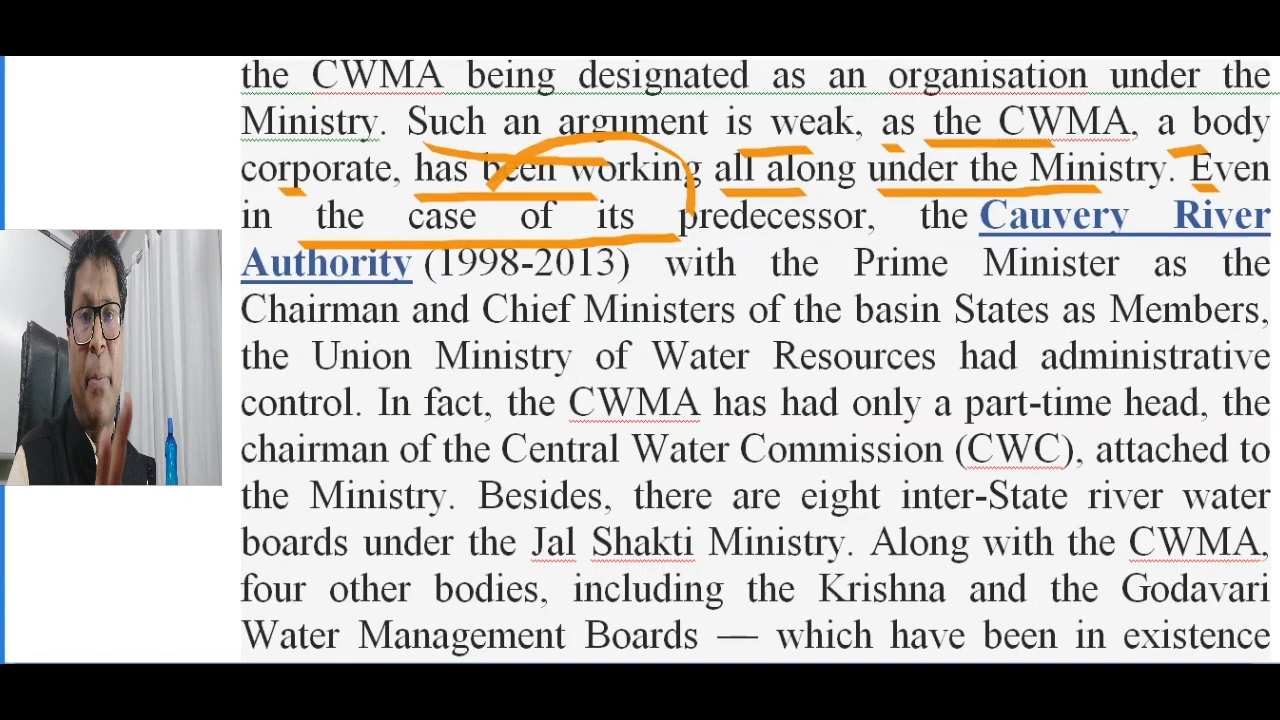 the CWMA being designated as an organisation under the
Ministry. Such an argument is weak, as the CWMA, a body
corporate, has been working all along under the Ministry. Even
in the case of its predecessor, the Cauvery River
Authority (1998-2013) with the Prime Minister as the
Chairman and Chief Ministers of the basin States as Members,
the Union Ministry of Water Resources had administrative
control. In fact, the CWMA has had only a part-time head, the
chairman of the Central Water Commission (CWC), attached to
the Ministry. Besides, there are eight inter-State river water
boards under the Jal Shakti Ministry. Along with the CWMA,
four other bodies, including the Krishna and the Godavari
Water Management Boards — which have been in existence